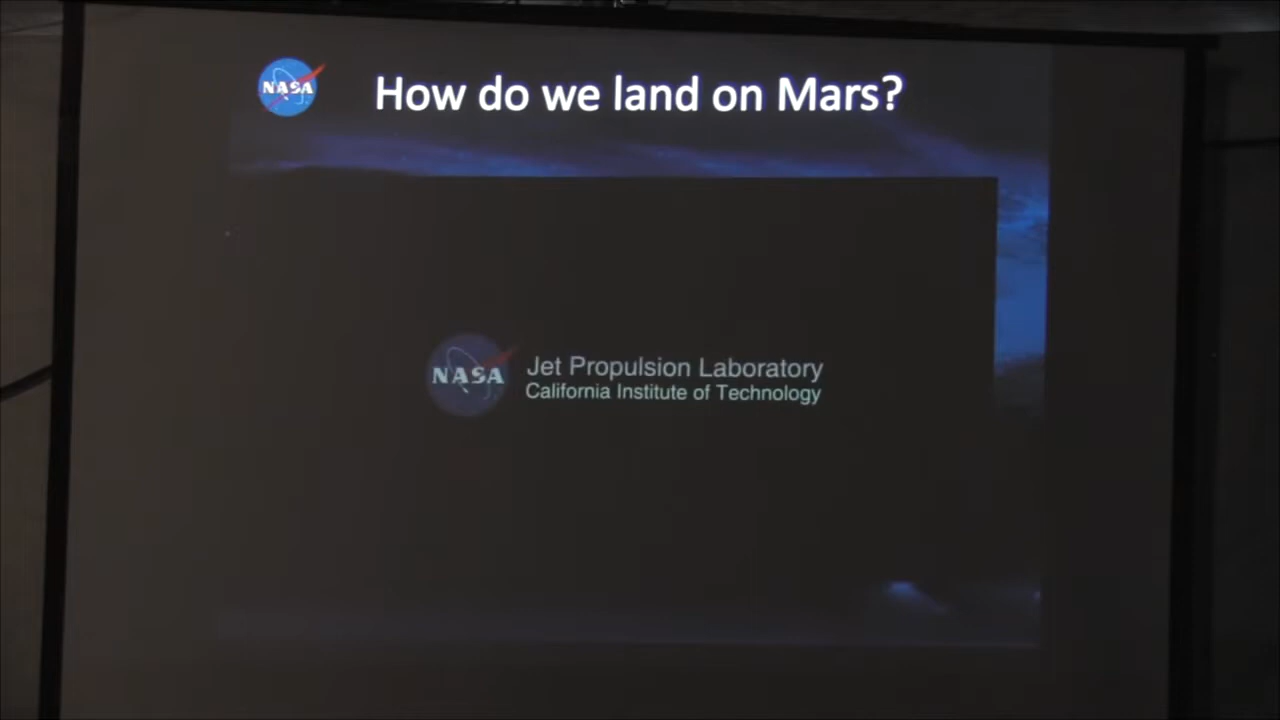 NASA
How do we land on Mars?
NASA
Jet Propulsion Laboratory
California Institute of Technology